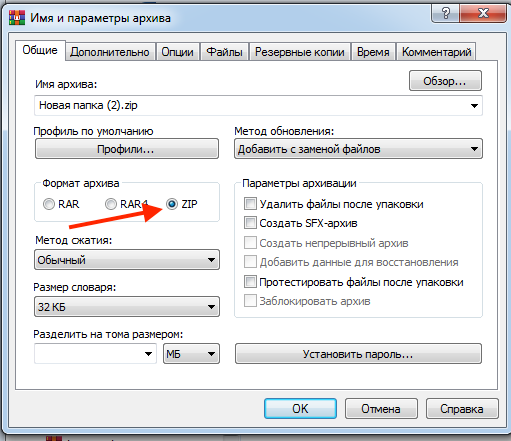 Имя и параметры архива
?
Общие Дополнительно Опции Файлы Резервные копии Время Комментарий
Обзор...
Имя архива:
Новая папка (2).zip
Профиль по умолчанию Метод обновления:
Профили... Добавить с заменой файлов
Формат архива Параметры архивации
RAR RAR4 ZIP Удалить файлы после упаковки
Создать SFX-архив
Метод сжатия: Создать непрерывный архив
Обычный Добавить данные для восстановления
Размер словаря: Протестировать файлы после упаковки
32 КБ Заблокировать архив
Разделить на тома размером:
МБ Установить пароль...
OK Отмена Справка